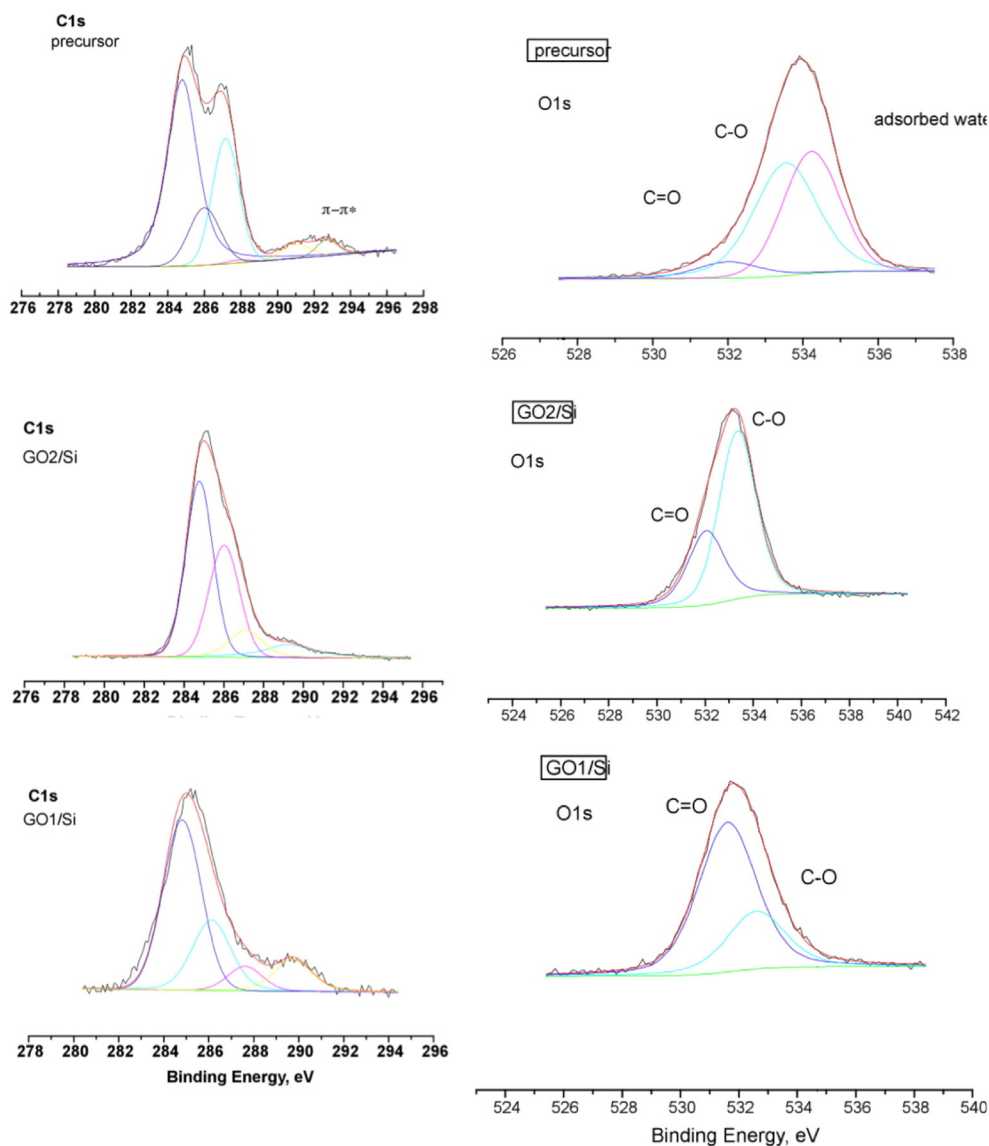 C1s
precursor
π–π*
276 278 280 282 284 286 288 290 292 294 296 298
precursor
O1s
C-O
adsorbed wate
C=O
526 530 532 534 536 538
C1s
GO2/Si
276 278 280 282 284 286 288 290 292 294 296
GO2/Si
C-O
O1s
C=O
524 526 528 530 532 534 536 538 540 542
C1s
GO1/Si
278 280 282 284 286 288 290 292 294 296
Binding Energy, eV
GO1/Si
C=O
O1s
C-O
524 526 528 530 532 534 536 538 540
Binding Energy, eV